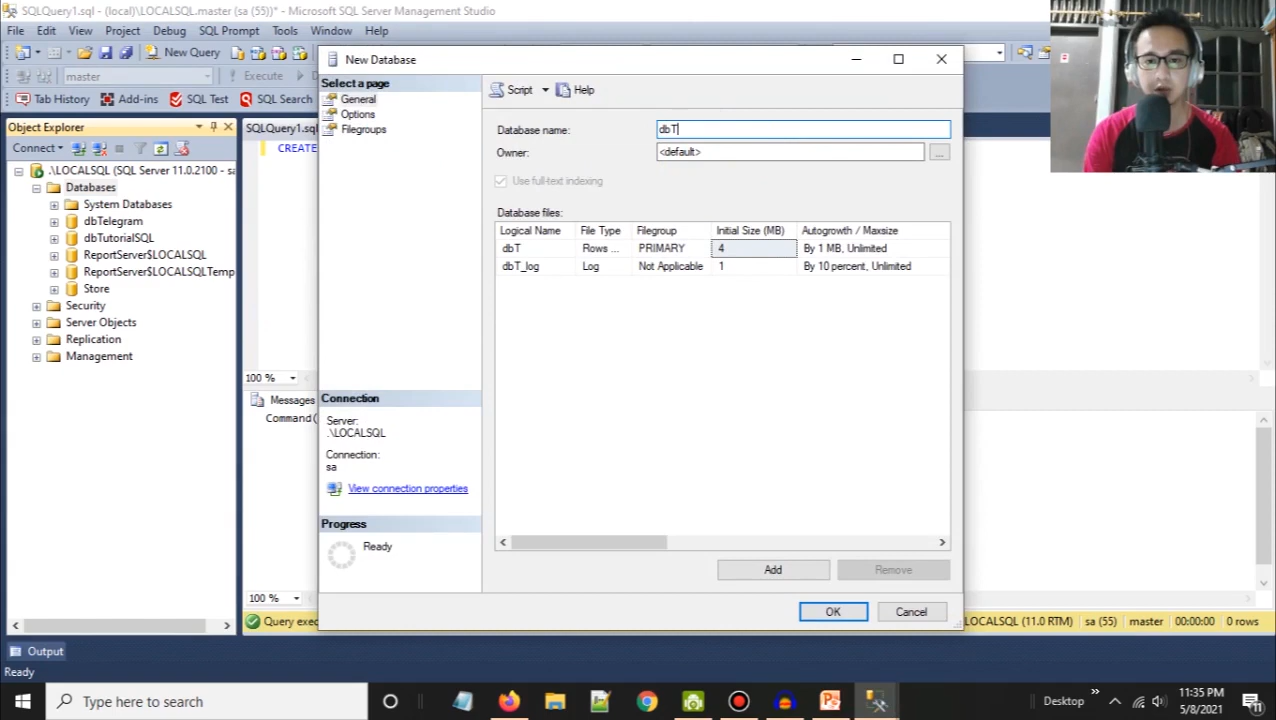 SQLQuery1.sql - (local)\LOCALSQL.master (sa (55))* - Microsoft SQL Server Management Studio
File Edit View Project Debug SQL Prompt Tools Window Help
New Query
master Execute
Tab History Add-ins SQL Test SQL Search
New Database
Select a page
General
Options
Filegroups
Script Help
Database name: dbT
Owner: <default> ...
Use full-text indexing
Database files:
Logical Name File Type Filegroup Initial Size (MB) Autogrowth / Maxsize
dbT Rows ... PRIMARY 4 By 1 MB, Unlimited
dbT_log Log Not Applicable 1 By 10 percent, Unlimited
Connection
Server:
.\LOCALSQL
Connection:
sa
View connection properties
Progress
Ready
Add Remove
OK Cancel
Object Explorer
Connect
.\LOCALSQL (SQL Server 11.0.2100 - sa
Databases
System Databases
dbTelegram
dbTutorialSQL
ReportServer$LOCALSQL
ReportServer$LOCALSQLTemp
Store
Security
Server Objects
Replication
Management
SQLQuery1.sql
CREATE
100 %
Messages
Command(
100 %
Query exec LOCALSQL (11.0 RTM) sa (55) master 00:00:00 0 rows
Output
Ready
Type here to search Desktop 11:35 PM
5/8/2021
11